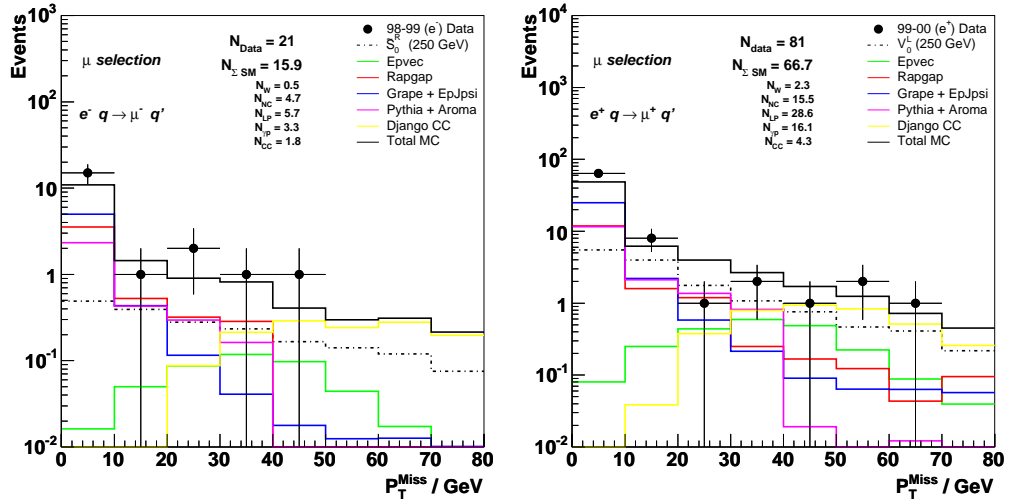 Events
10³
10²
10
1
10⁻¹
10⁻²
μ selection
e⁻ q → μ⁻ q'
N_Data = 21
N_Σ SM = 15.9
N_W = 0.5
N_NC = 4.7
N_LP = 5.7
N_γp = 3.3
N_CC = 1.8
98-99 (e⁻) Data
S̃₀ᴿ (250 GeV)
Epvec
Rapgap
Grape + EpJpsi
Pythia + Aroma
Django CC
Total MC
0 10 20 30 40 50 60 70 80
P_T^Miss / GeV
Events
10⁴
10³
10²
10
1
10⁻¹
10⁻²
μ selection
e⁺ q → μ⁺ q'
N_data = 81
N_Σ SM = 66.7
N_W = 2.3
N_NC = 15.5
N_LP = 28.6
N_γp = 16.1
N_CC = 4.3
99-00 (e⁺) Data
V₀ᴸ (250 GeV)
Epvec
Rapgap
Grape + EpJpsi
Pythia + Aroma
Django CC
Total MC
0 10 20 30 40 50 60 70 80
P_T^Miss / GeV